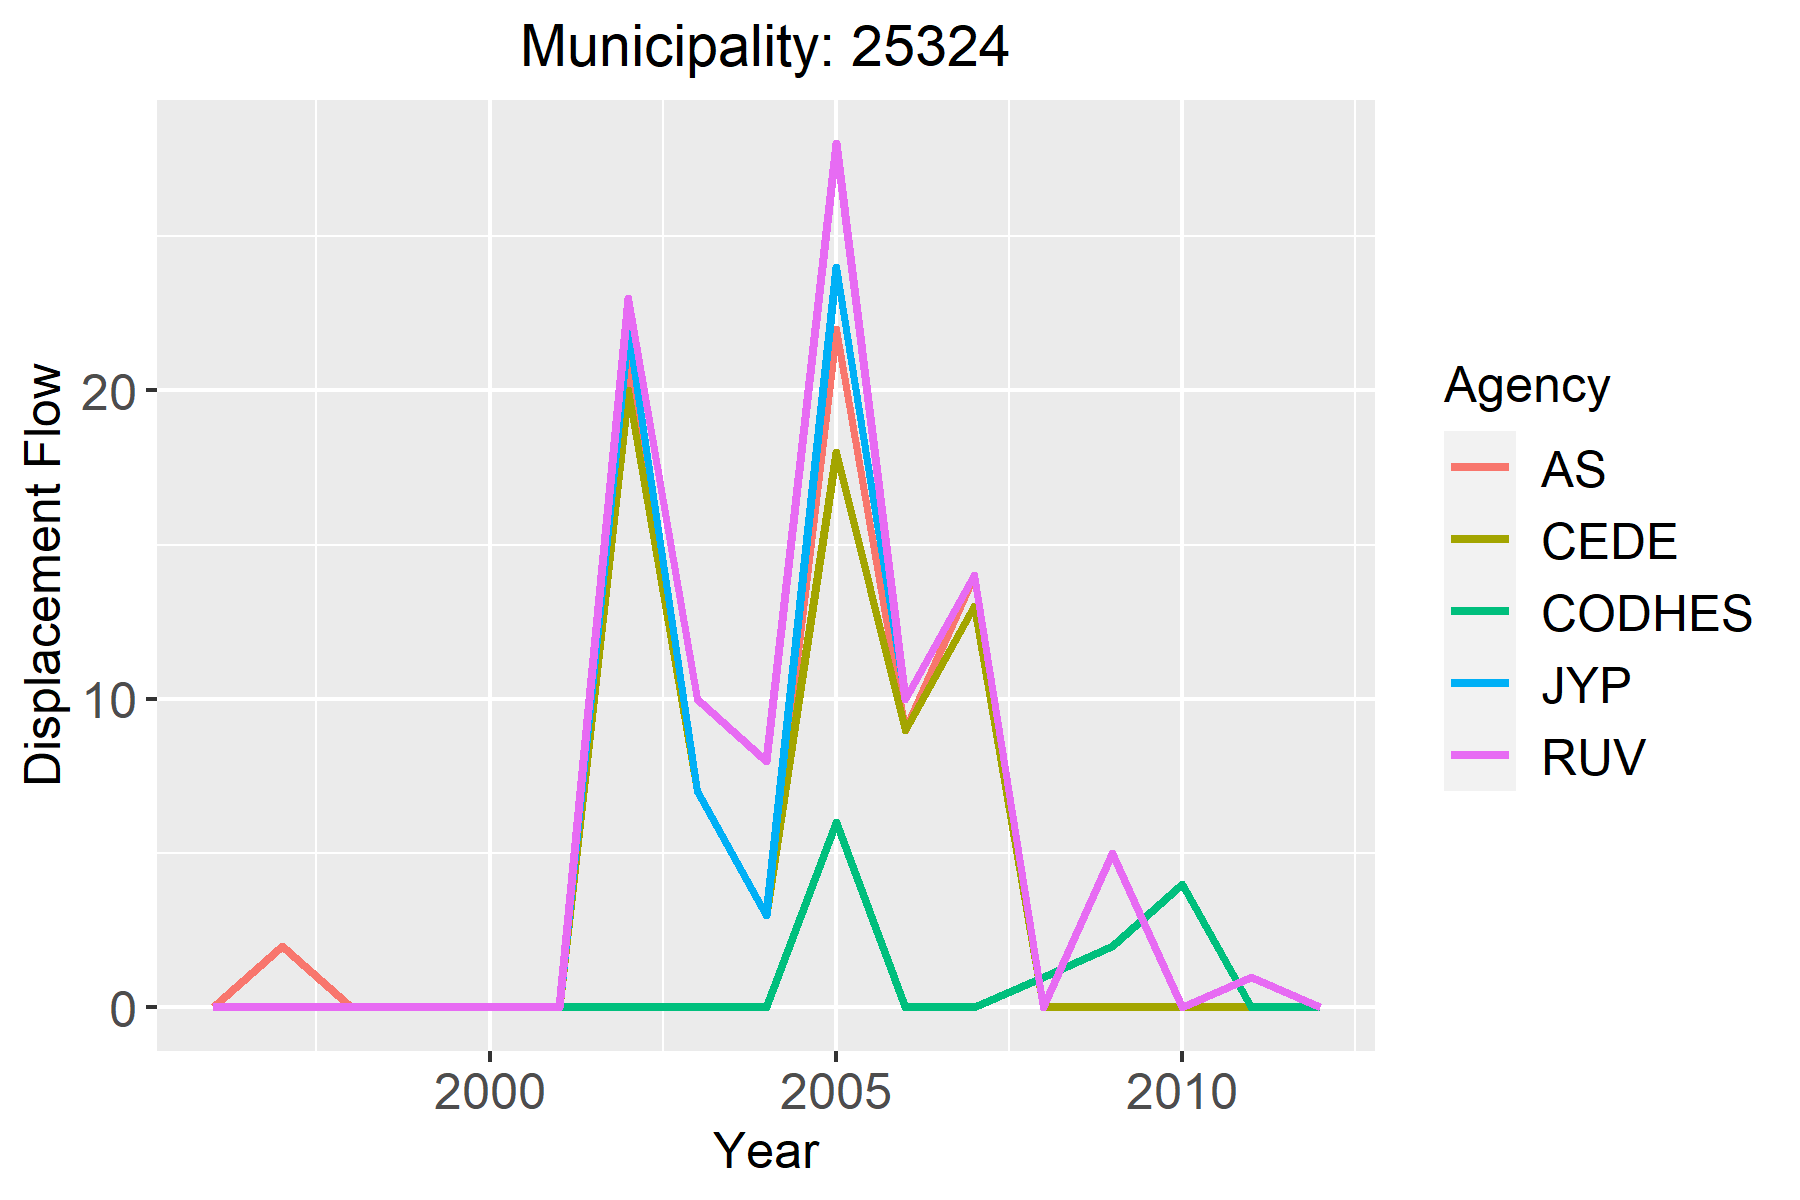 Municipality: 25324
Displacement Flow
20
10
0
2000 2005 2010
Year
Agency
AS
CEDE
CODHES
JYP
RUV